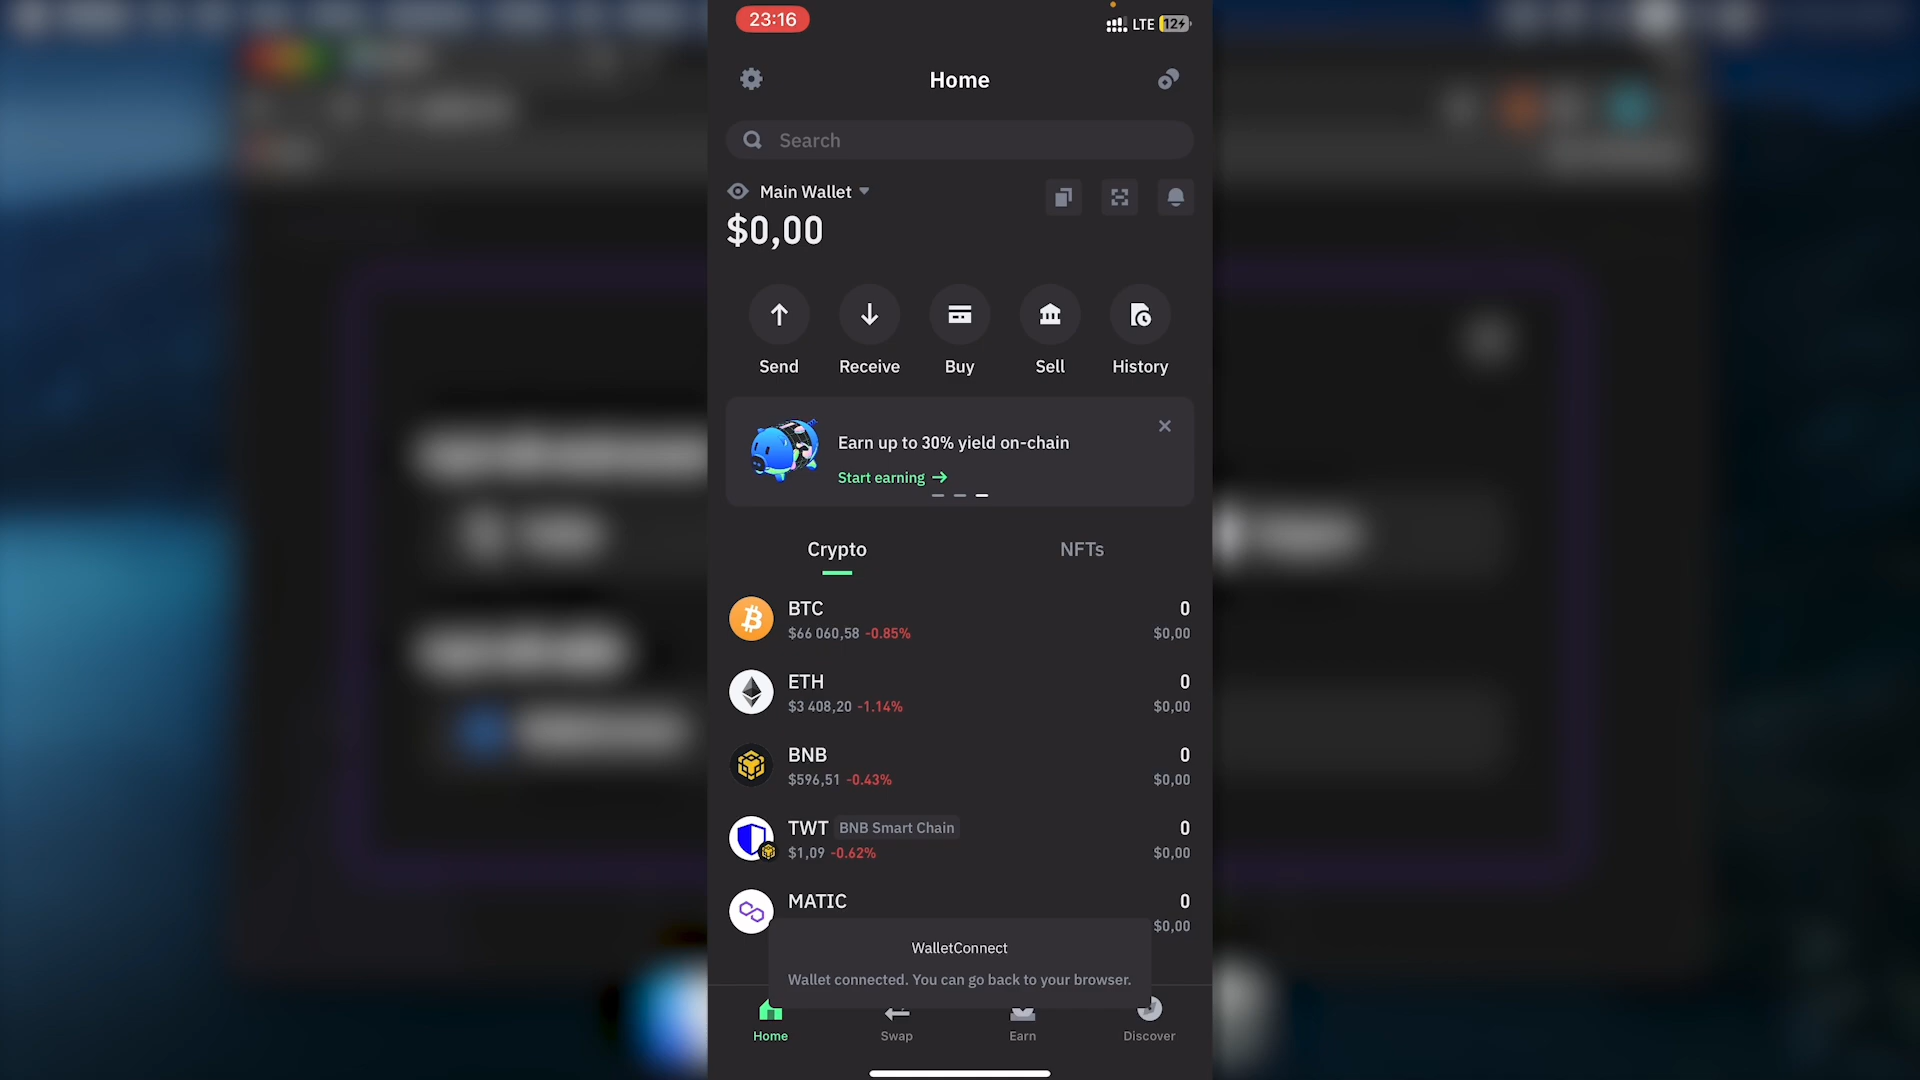 23:16
LTE
12
Home
Search
Main Wallet
$0,00
Send
Receive
Buy
Sell
History
Earn up to 30% yield on-chain
Start earning
Crypto
NFTs
BTC
0
$66 060,58 -0.85%
$0,00
ETH
0
$3 408,20 -1.14%
$0,00
BNB
0
$596,51 -0.43%
$0,00
TWT BNB Smart Chain
0
$1,09 -0.62%
$0,00
MATIC
0
$0,00
WalletConnect
Wallet connected. You can go back to your browser.
Home
Swap
Earn
Discover